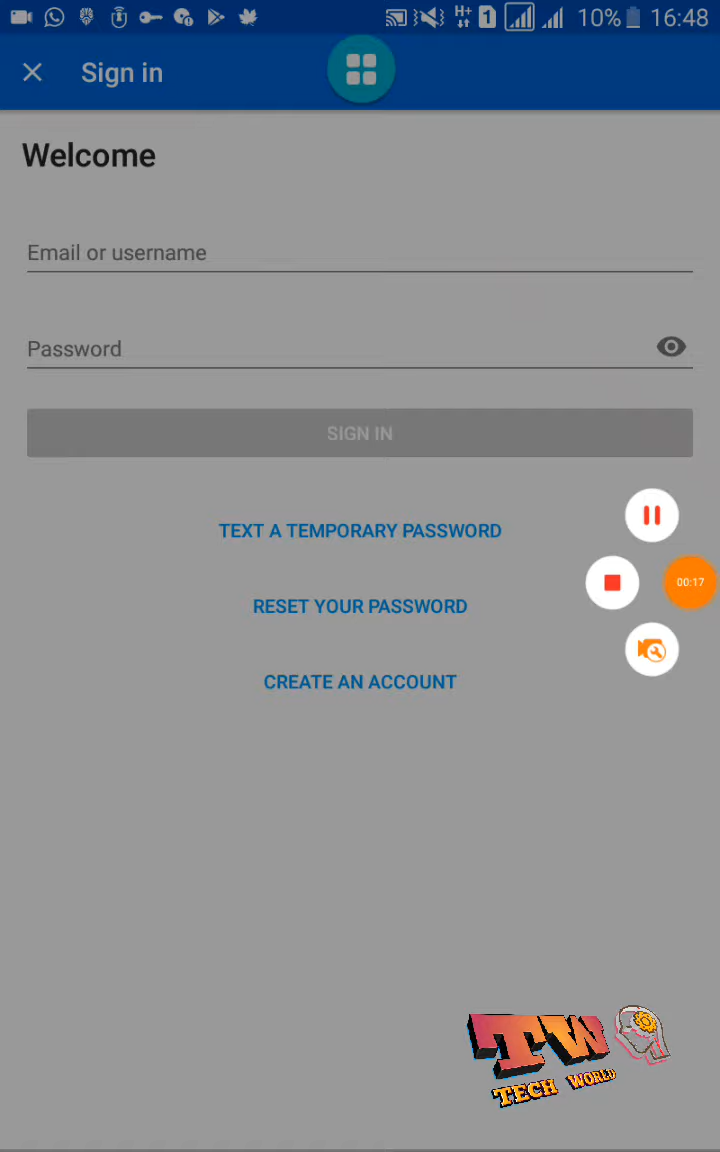 H+ 1 10% 16:48
Sign in
Welcome
Email or username
Password
SIGN IN
TEXT A TEMPORARY PASSWORD
00:17
RESET YOUR PASSWORD
CREATE AN ACCOUNT
TW
TECH WORLD